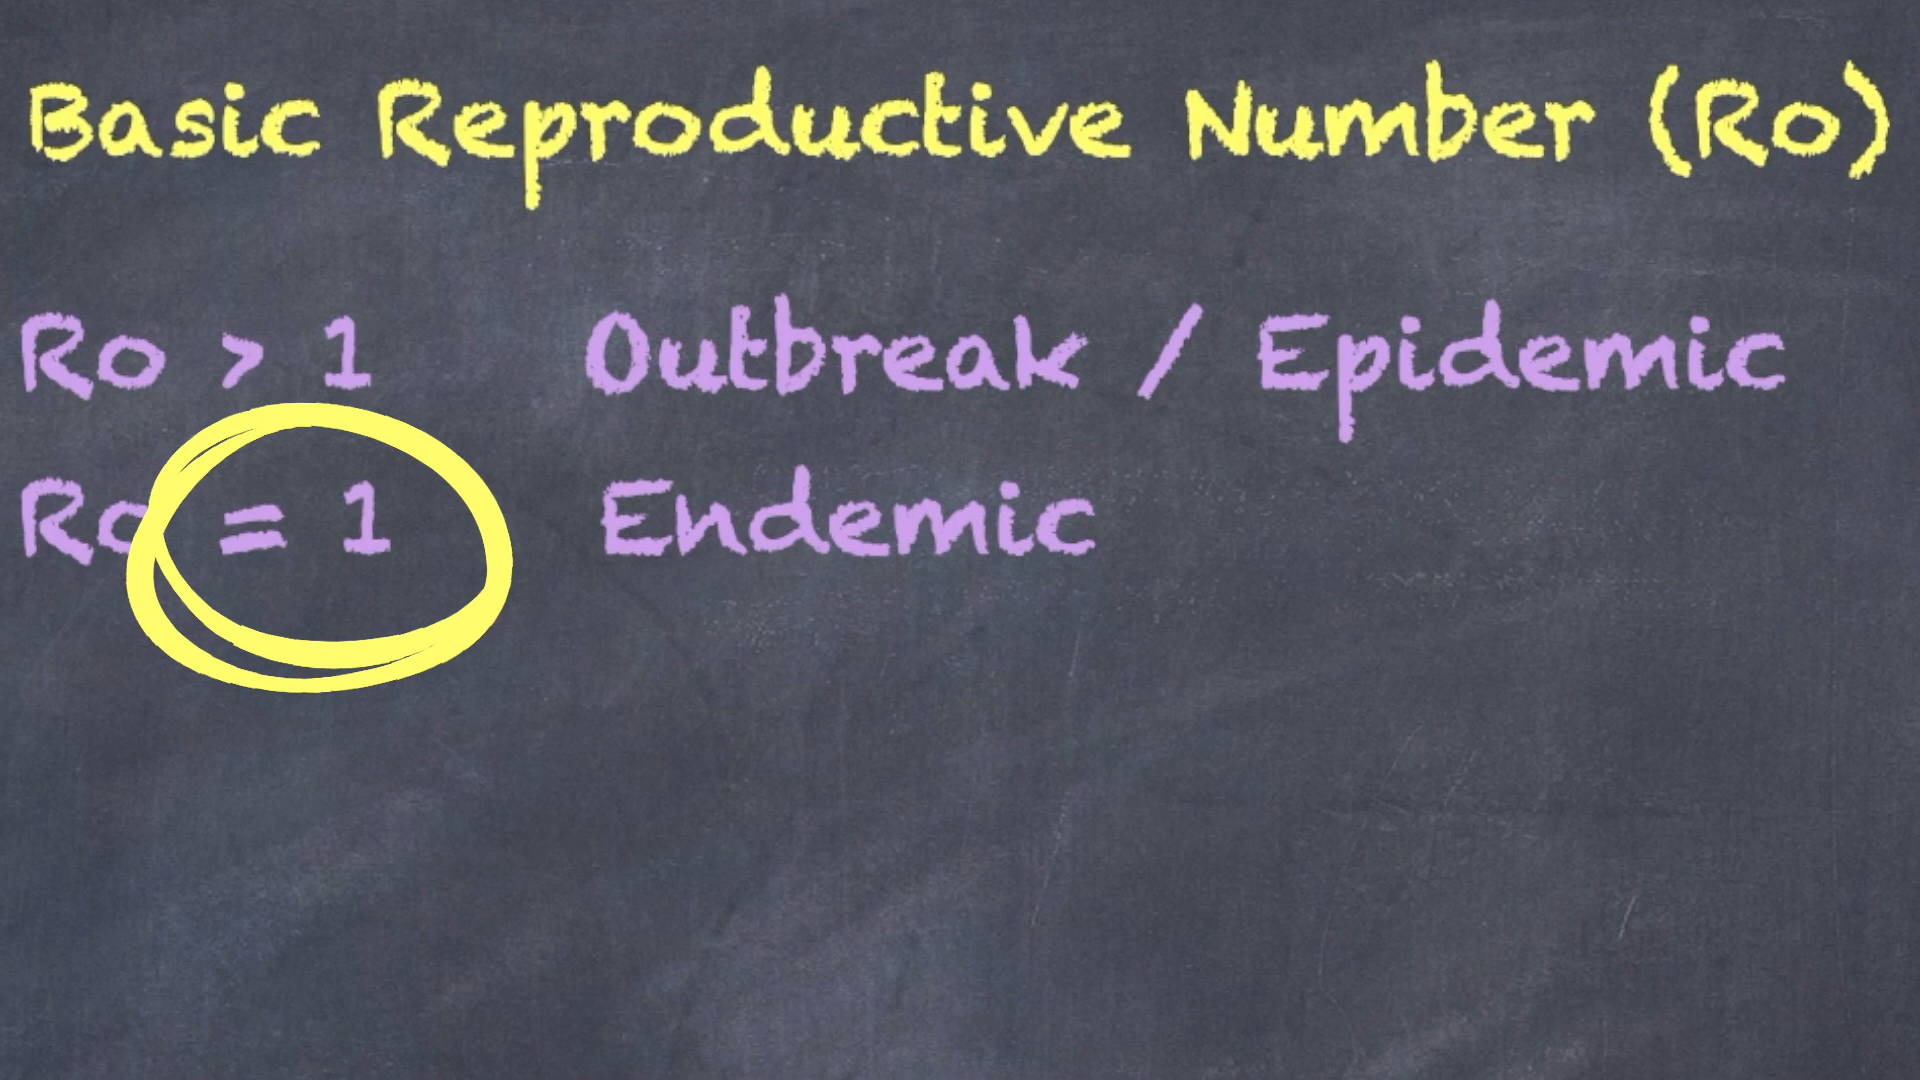 Basic Reproductive Number (Ro)
Ro > 1 Outbreak / Epidemic
Ro = 1 Endemic